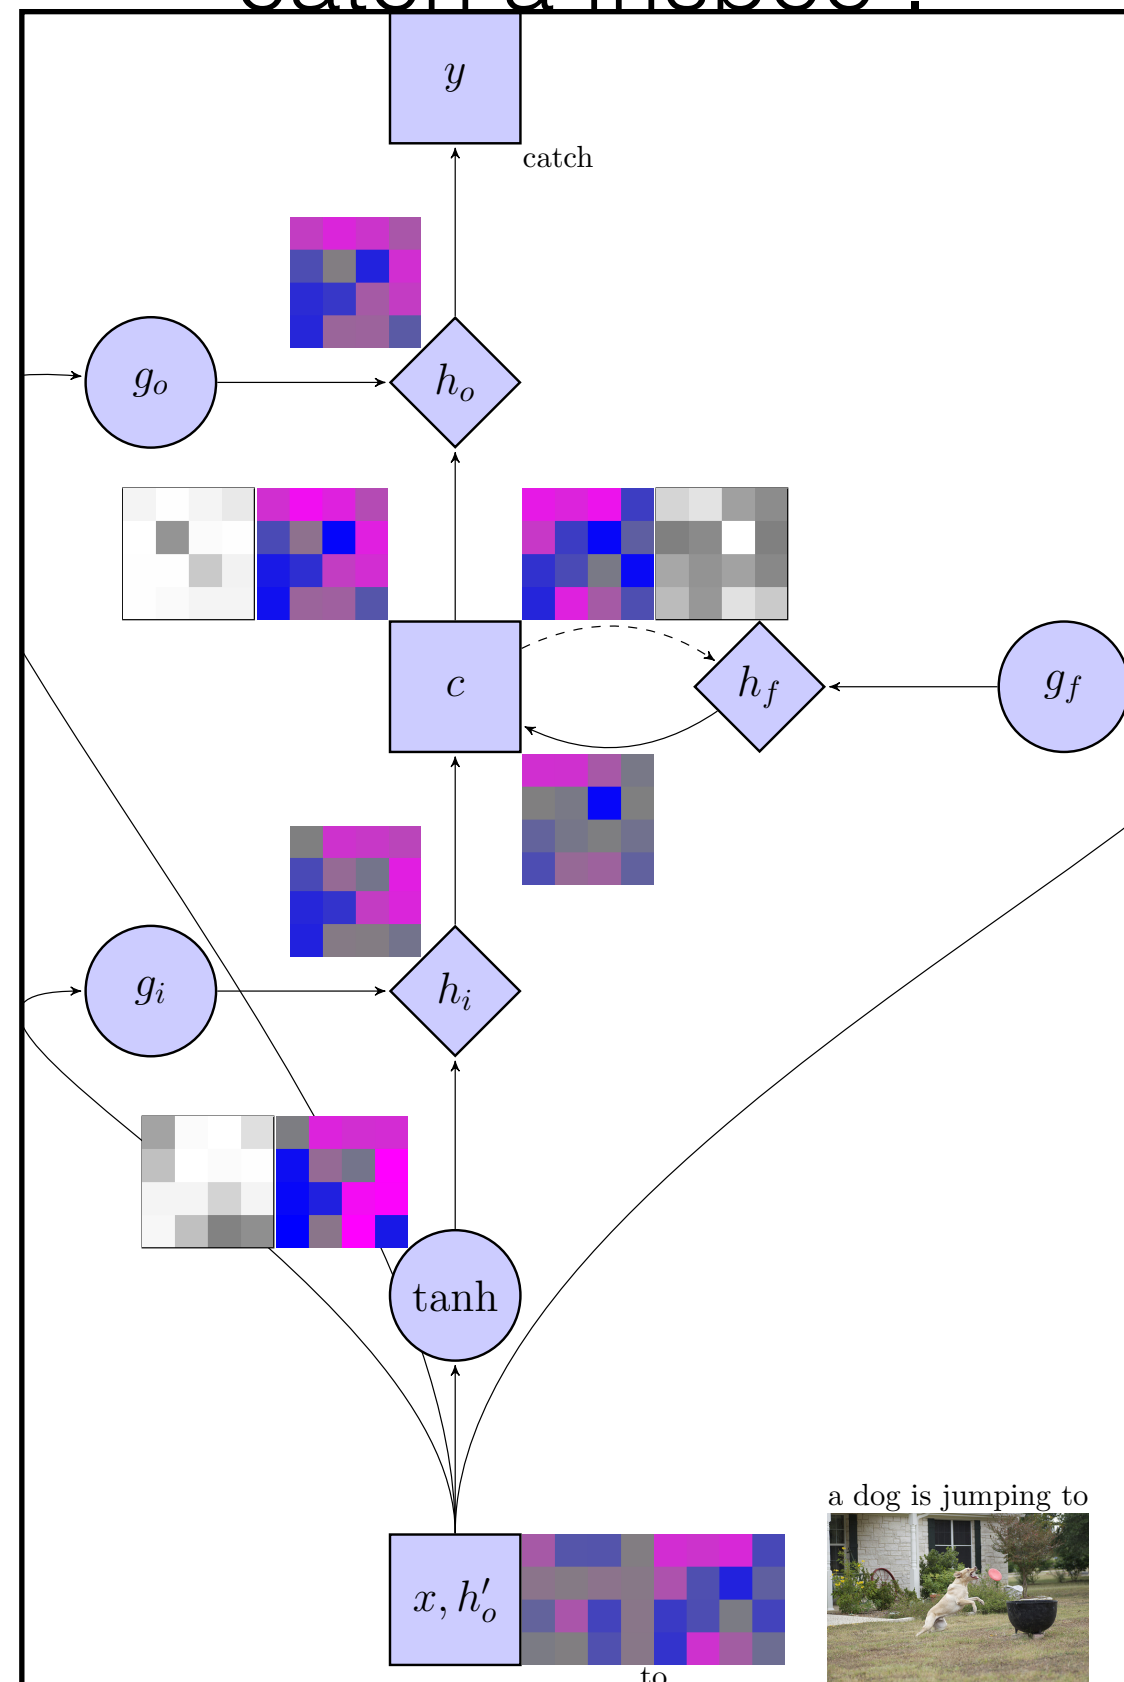 y
catch
g_o
h_o
c
h_f
g_f
g_i
h_i
tanh
a dog is jumping to
x, h'_o
to